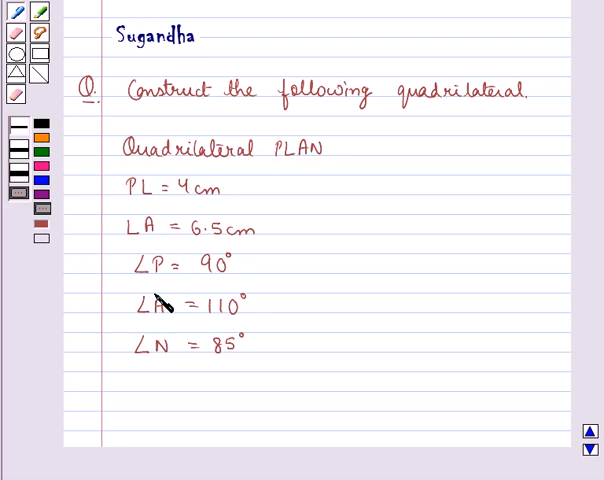 Sugandha
Q. Construct the following quadrilateral.
Quadrilateral PLAN
PL = 4cm
LA = 6.5cm
∠P = 90°
∠A = 110°
∠N = 85°